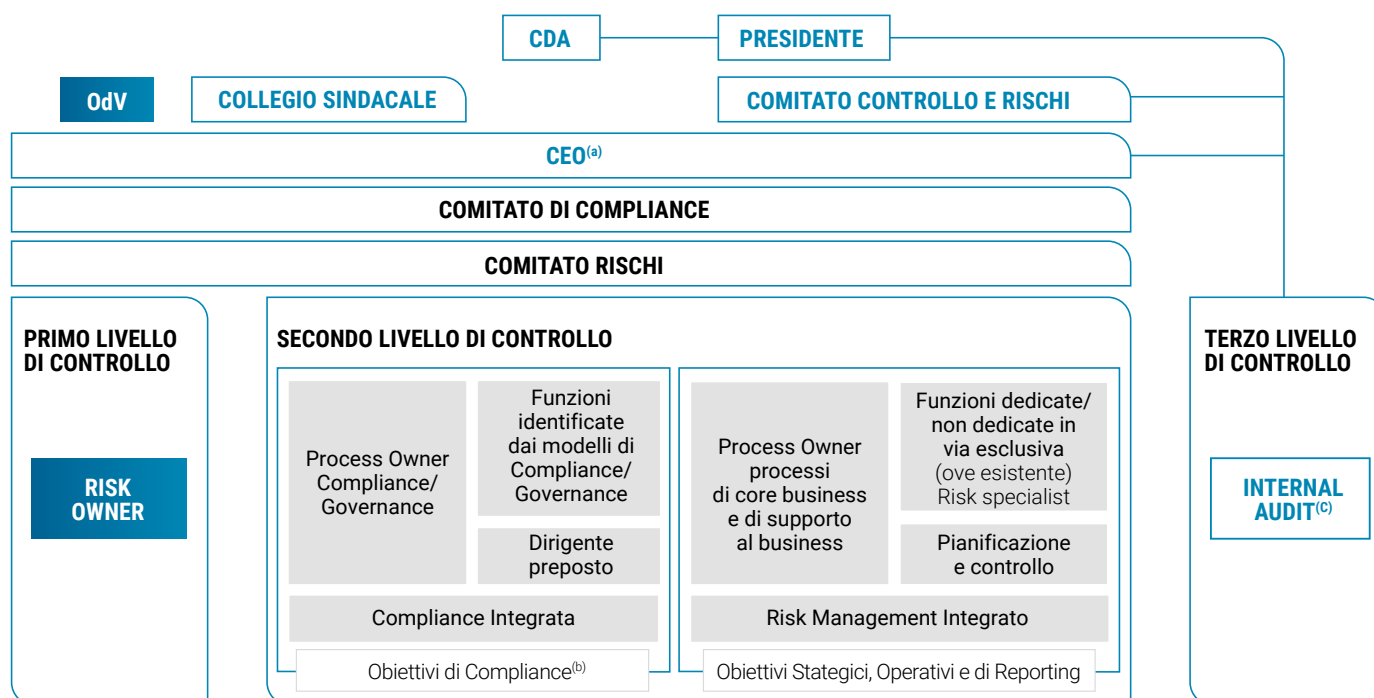 CDA
PRESIDENTE
OdV
COLLEGIO SINDACALE
COMITATO CONTROLLO E RISCHI
CEO(a)
COMITATO DI COMPLIANCE
COMITATO RISCHI
PRIMO LIVELLO
DI CONTROLLO
RISK
OWNER
SECONDO LIVELLO DI CONTROLLO
Process Owner
Compliance/
Governance
Funzioni
identificate
dai modelli di
Compliance/
Governance
Dirigente
preposto
Compliance Integrata
Obiettivi di Compliance(b)
Process Owner
processi
di core business
e di supporto
al business
Funzioni dedicate/
non dedicate in
via esclusiva
(ove esistente)
Risk specialist
Pianificazione
e controllo
Risk Management Integrato
Obiettivi Stategici, Operativi e di Reporting
TERZO LIVELLO
DI CONTROLLO
INTERNAL
AUDIT(C)